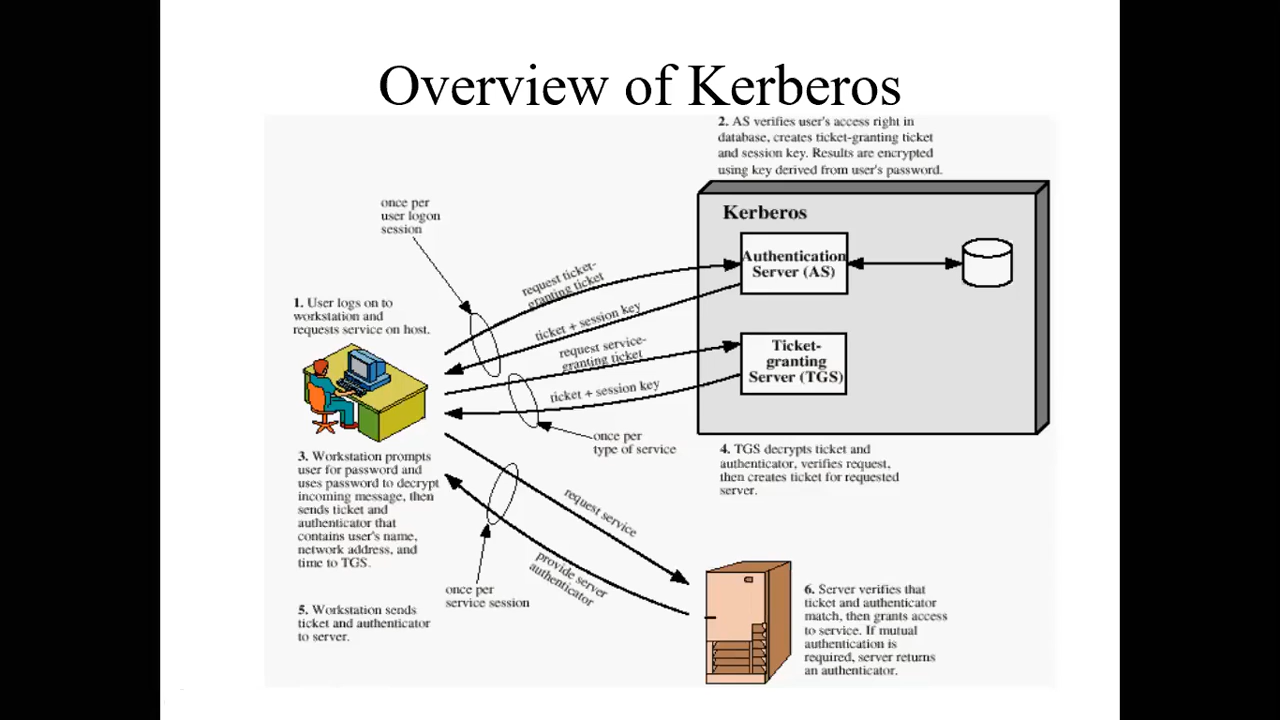 Overview of Kerberos
2. AS verifies user's access right in
database, creates ticket-granting ticket
and session key. Results are encrypted
using key derived from user's password.
once per
user logon
session
Kerberos
Authentication
Server (AS)
request ticket-
granting ticket
1. User logs on to
workstation and
requests service on host.
ticket + session key
request service-
granting ticket
Ticket-
granting
Server (TGS)
ticket + session key
once per
type of service
4. TGS decrypts ticket and
authenticator, verifies request,
then creates ticket for requested
server.
3. Workstation prompts
user for password and
uses password to decrypt
incoming message, then
sends ticket and
authenticator that
contains user's name,
network address, and
time to TGS.
request service
provide server
authenticator
once per
service session
5. Workstation sends
ticket and authenticator
to server.
6. Server verifies that
ticket and authenticator
match, then grants access
to service. If mutual
authentication is
required, server returns
an authenticator.